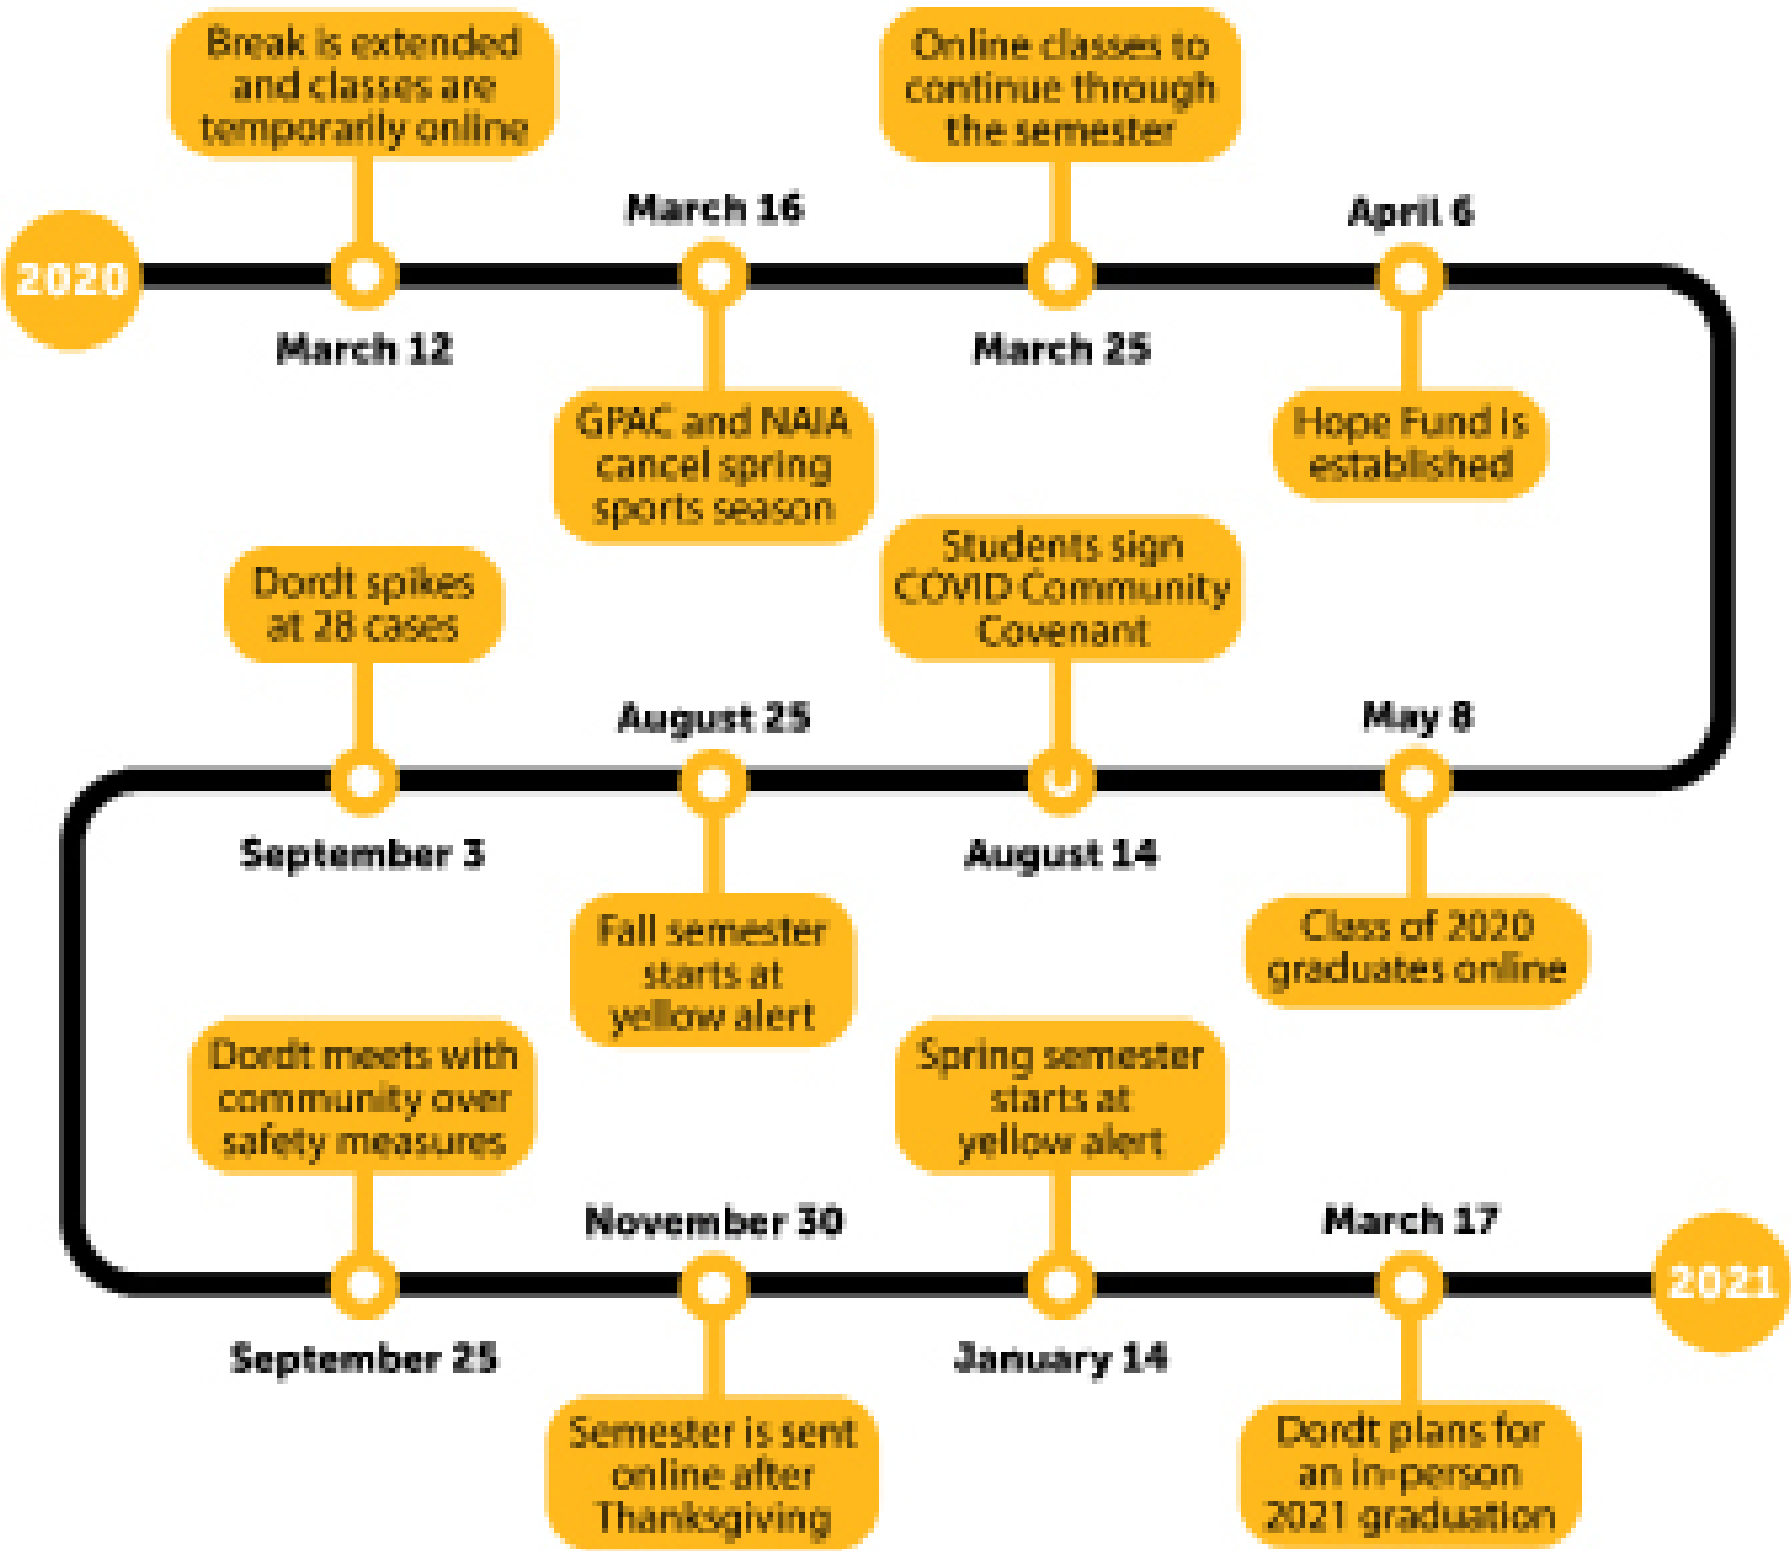 2020
Break is extended
and classes are
temporarily online
March 12
March 16
GPAC and NAIA
cancel spring
sports season
Online classes to
continue through
the semester
March 25
April 6
Hope Fund is
established
May 8
Class of 2020
graduates online
Students sign
COVID Community
Covenant
August 14
August 25
Fall semester
starts at
yellow alert
Dordt spikes
at 28 cases
September 3
Dordt meets with
community over
safety measures
September 25
November 30
Semester is sent
online after
Thanksgiving
Spring semester
starts at
yellow alert
January 14
March 17
Dordt plans for
an in-person
2021 graduation
2021